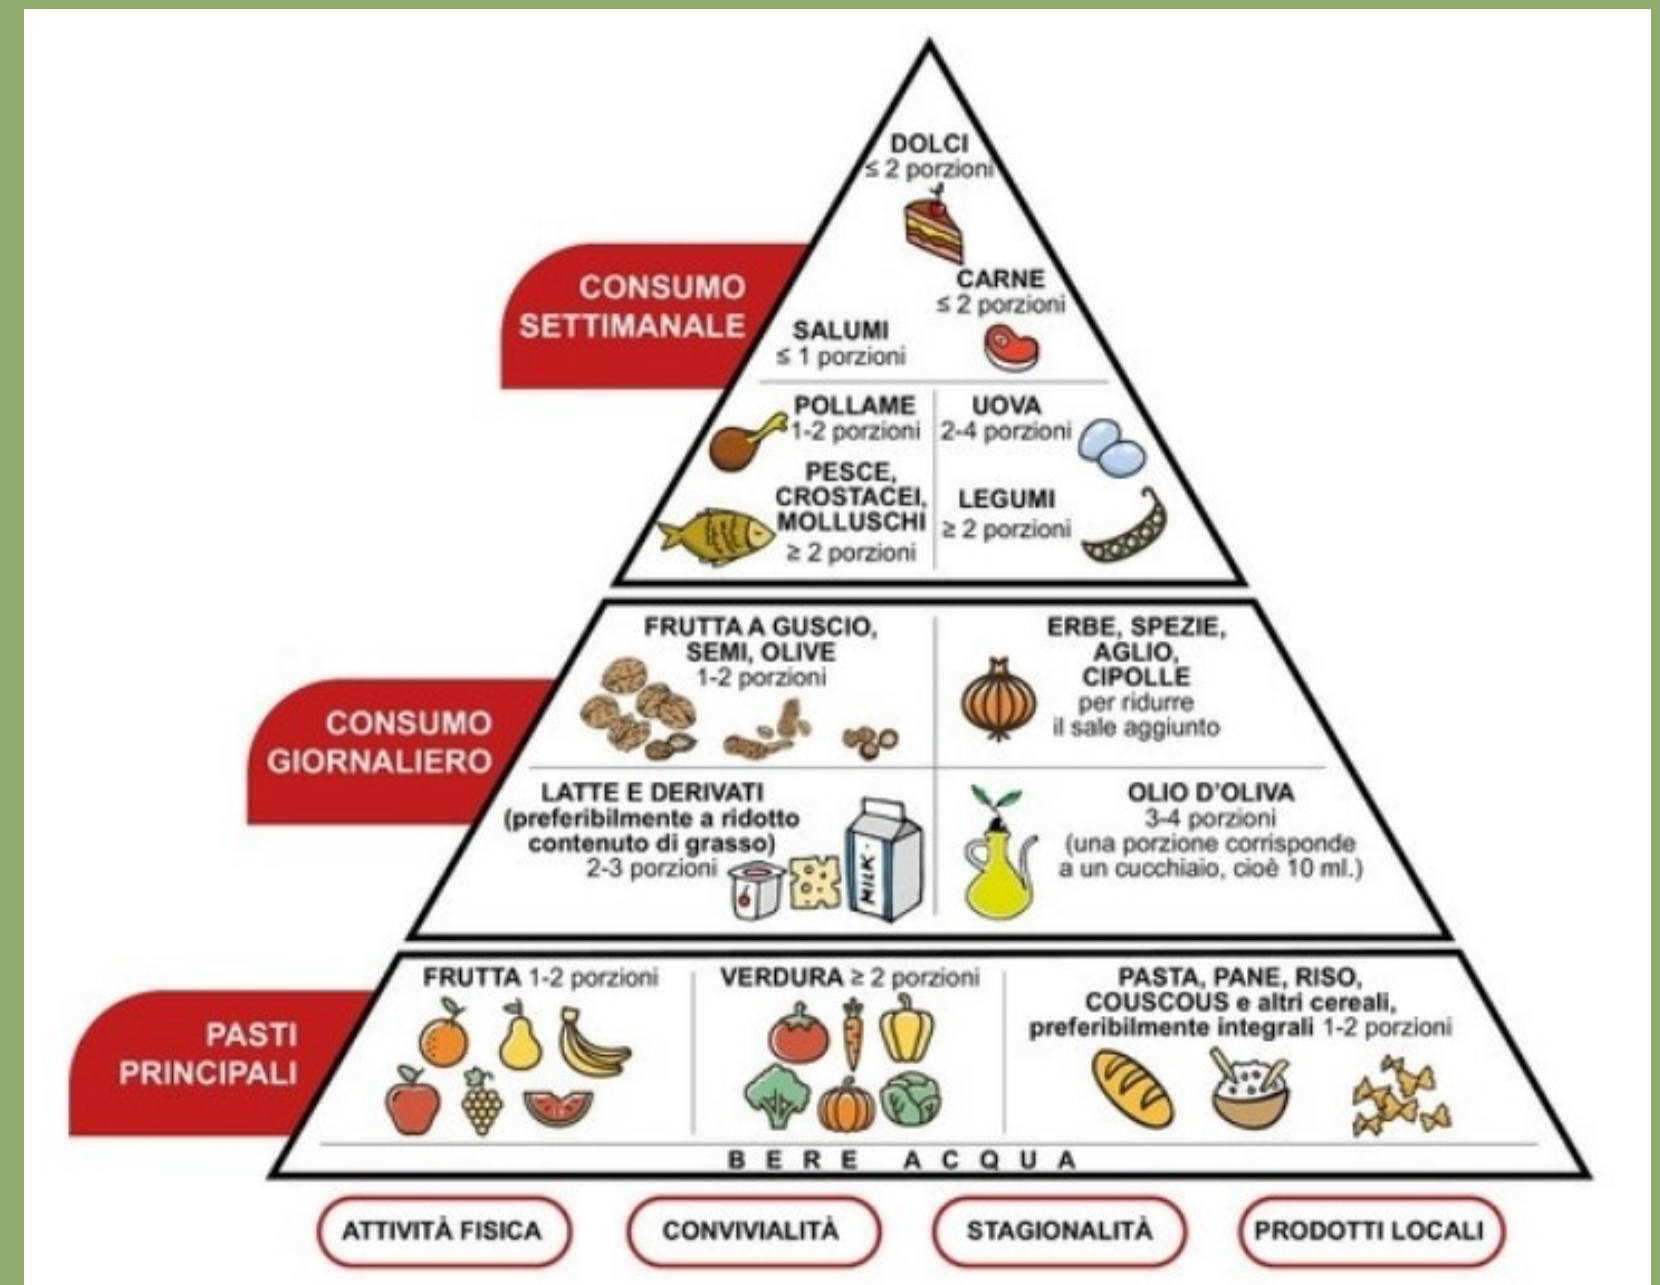 DOLCI
≤ 2 porzioni
CONSUMO
SETTIMANALE
CARNE
≤ 2 porzioni
SALUMI
≤ 1 porzioni
POLLAME
1-2 porzioni
UOVA
2-4 porzioni
PESCE,
CROSTACEI,
MOLLUSCHI
≥ 2 porzioni
LEGUMI
≥ 2 porzioni
CONSUMO
GIORNALIERO
FRUTTA A GUSCIO,
SEMI, OLIVE
1-2 porzioni
ERBE, SPEZIE,
AGLIO,
CIPOLLE
per ridurre
il sale aggiunto
LATTE E DERIVATI
(preferibilmente a ridotto
contenuto di grasso)
2-3 porzioni
MILK
OLIO D'OLIVA
3-4 porzioni
(una porzione corrisponde
a un cucchiaio, cioè 10 ml.)
PASTI
PRINCIPALI
FRUTTA 1-2 porzioni
VERDURA ≥ 2 porzioni
PASTA, PANE, RISO,
COUSCOUS e altri cereali,
preferibilmente integrali 1-2 porzioni
BERE ACQUA
ATTIVITÀ FISICA
CONVIVIALITÀ
STAGIONALITÀ
PRODOTTI LOCALI